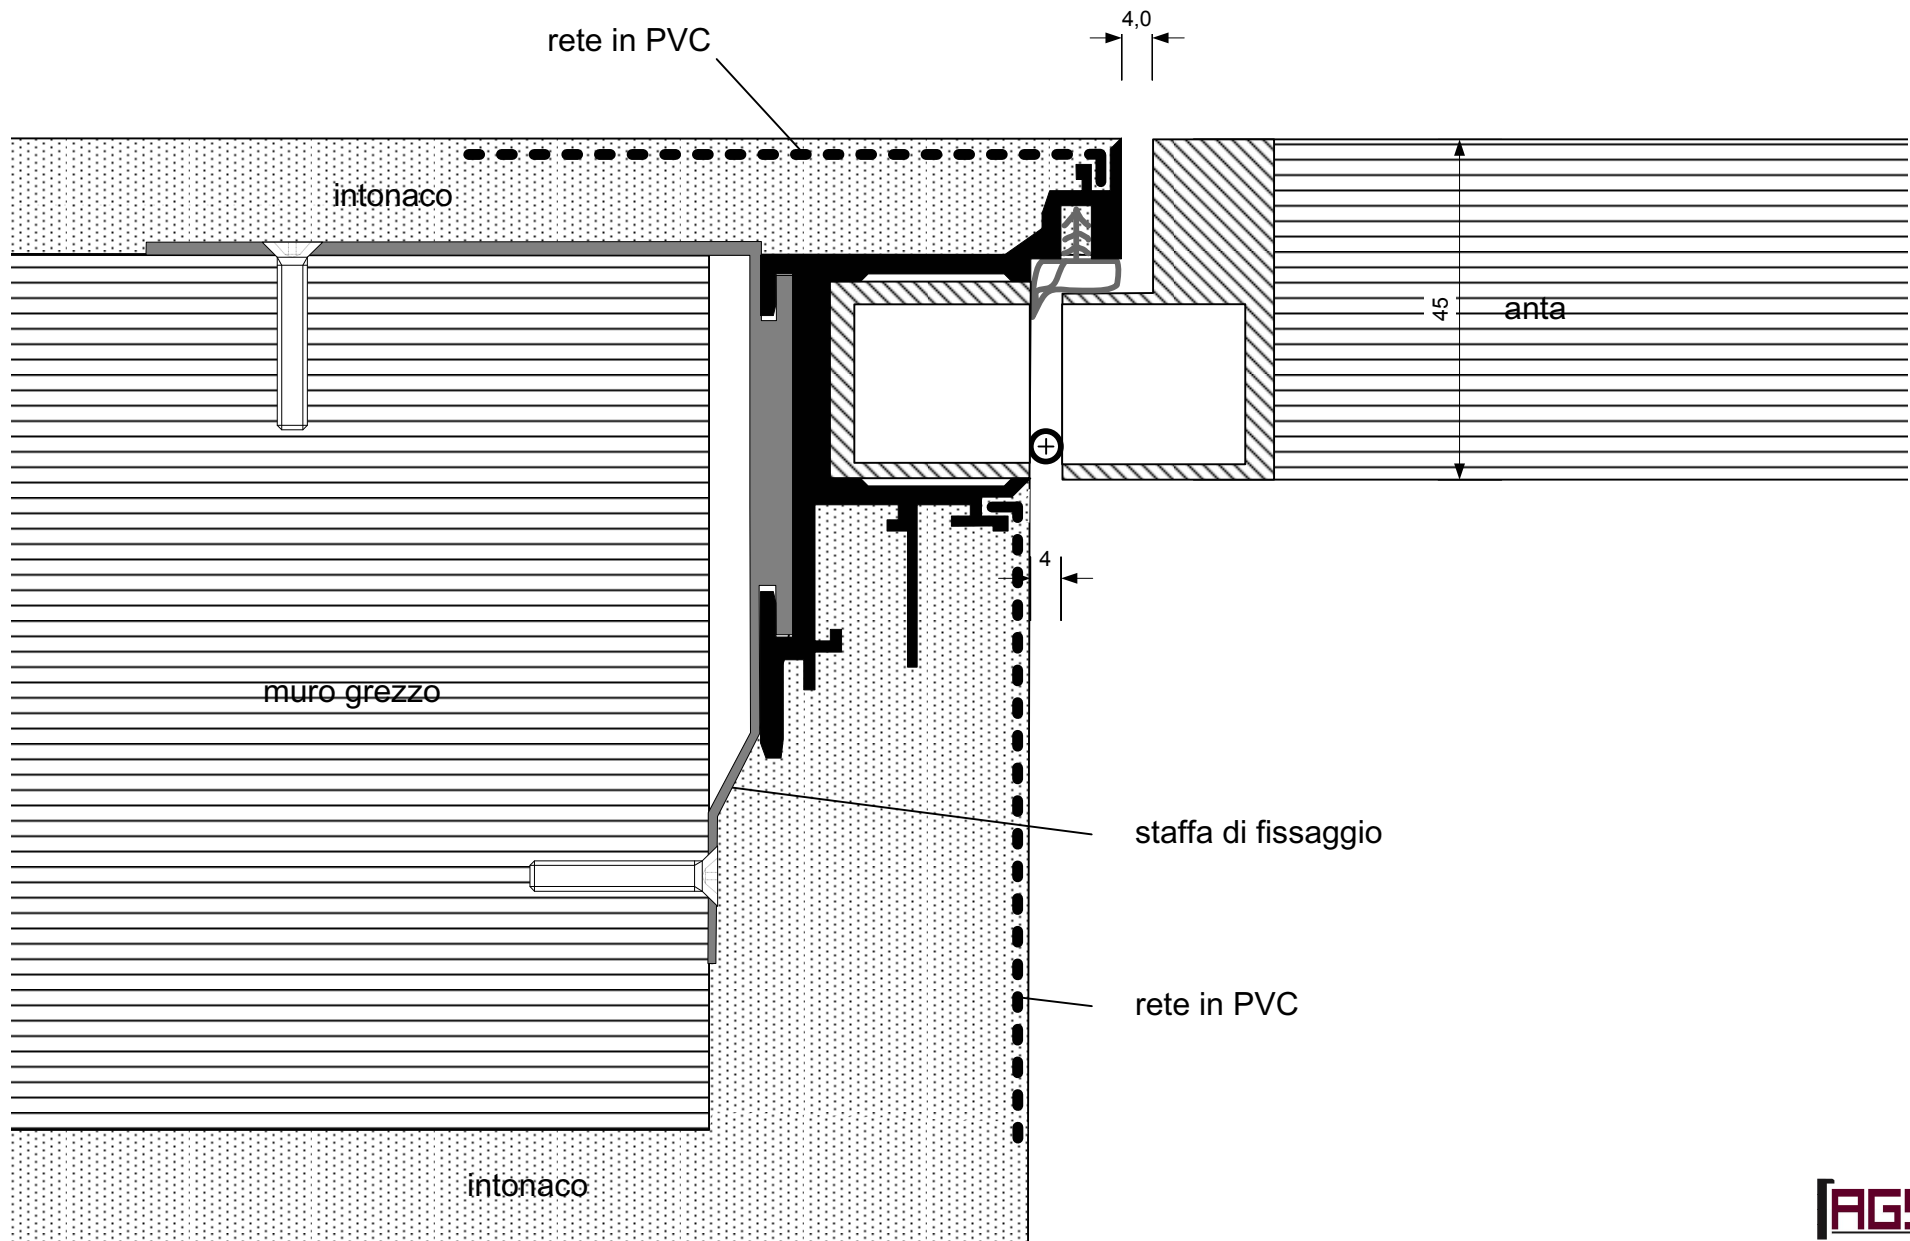 4,0
rete in PVC
intonaco
45
anta
4
muro grezzo
staffa di fissaggio
rete in PVC
intonaco